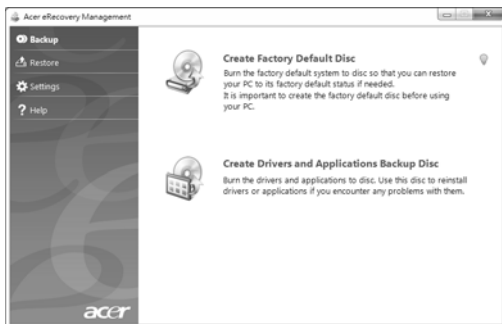 Acer eRecovery Management
Backup
Restore
Settings
Help
Create Factory Default Disc
Burn the factory default system to disc so that you can restore
your PC to its factory default status if needed.
It is important to create the factory default disc before using
your PC.
Create Drivers and Applications Backup Disc
Burn the drivers and applications to disc. Use this disc to reinstall
drivers or applications if you encounter any problems with them.
acer